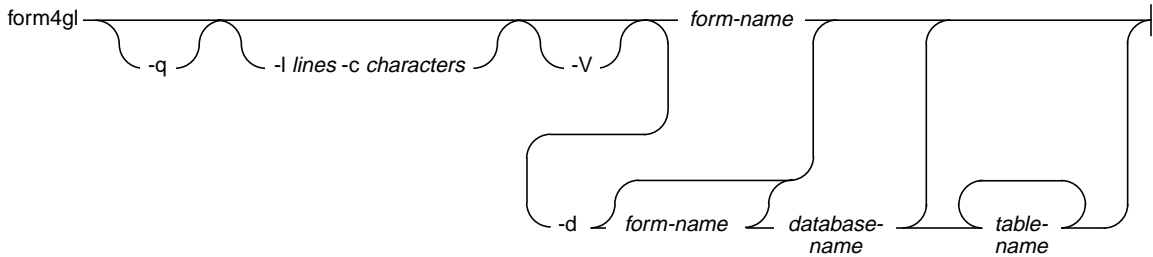 form4gl form-name
-q -l lines -c characters -V
-d form-name database-
name table-
name